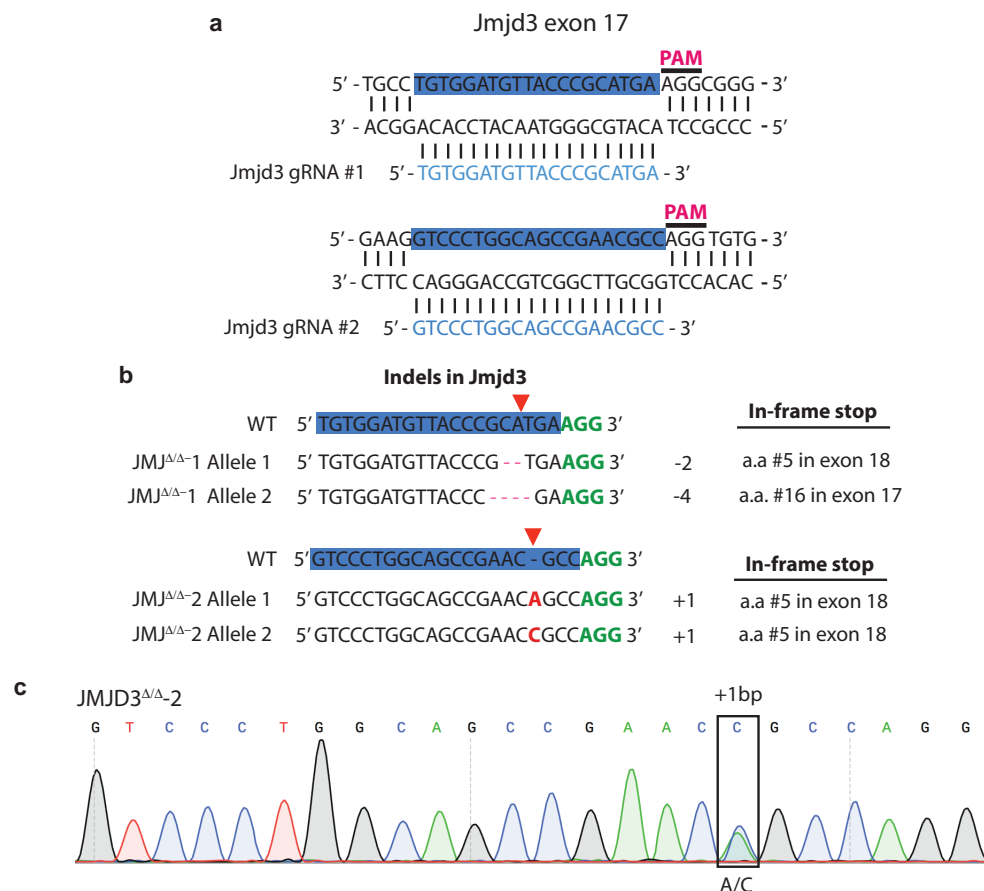 a
Jmjd3 exon 17
PAM
5' - TGCC TGTGGATGTTACCCGCATGA AGGCGGG - 3'
3' - ACGGACACCTACAATGGGCGTACA TCCGCCC - 5'
Jmjd3 gRNA #1 5'- TGTGGATGTTACCCGCATGA - 3'
PAM
5' - GAAGGTCCCTGGCAGCCGAACGCCAGG TGTG - 3'
3' - CTTC CAGGGACCGTCGGCTTGCGGTCCACAC - 5'
Jmjd3 gRNA #2 5'- GTCCCTGGCAGCCGAACGCC - 3'
b
Indels in Jmjd3
In-frame stop
WT 5' TGTGGATGTTACCCGCATGAAGG 3'
JMJΔ/Δ-1 Allele 1 5' TGTGGATGTTACCCG - - TGAAGG 3' -2 a.a #5 in exon 18
JMJΔ/Δ-1 Allele 2 5' TGTGGATGTTACCC - - - - GAAGG 3' -4 a.a. #16 in exon 17
In-frame stop
WT 5' GTCCCTGGCAGCCGAAC - GCCAGG 3'
JMJΔ/Δ-2 Allele 1 5' GTCCCTGGCAGCCGAACAGCCAGG 3' +1 a.a #5 in exon 18
JMJΔ/Δ-2 Allele 2 5' GTCCCTGGCAGCCGAACCGCCAGG 3' +1 a.a #5 in exon 18
c
JMJD3Δ/Δ-2
+1bp
G T C C C T G G C A G C C G A A C C G C C A G G
A/C